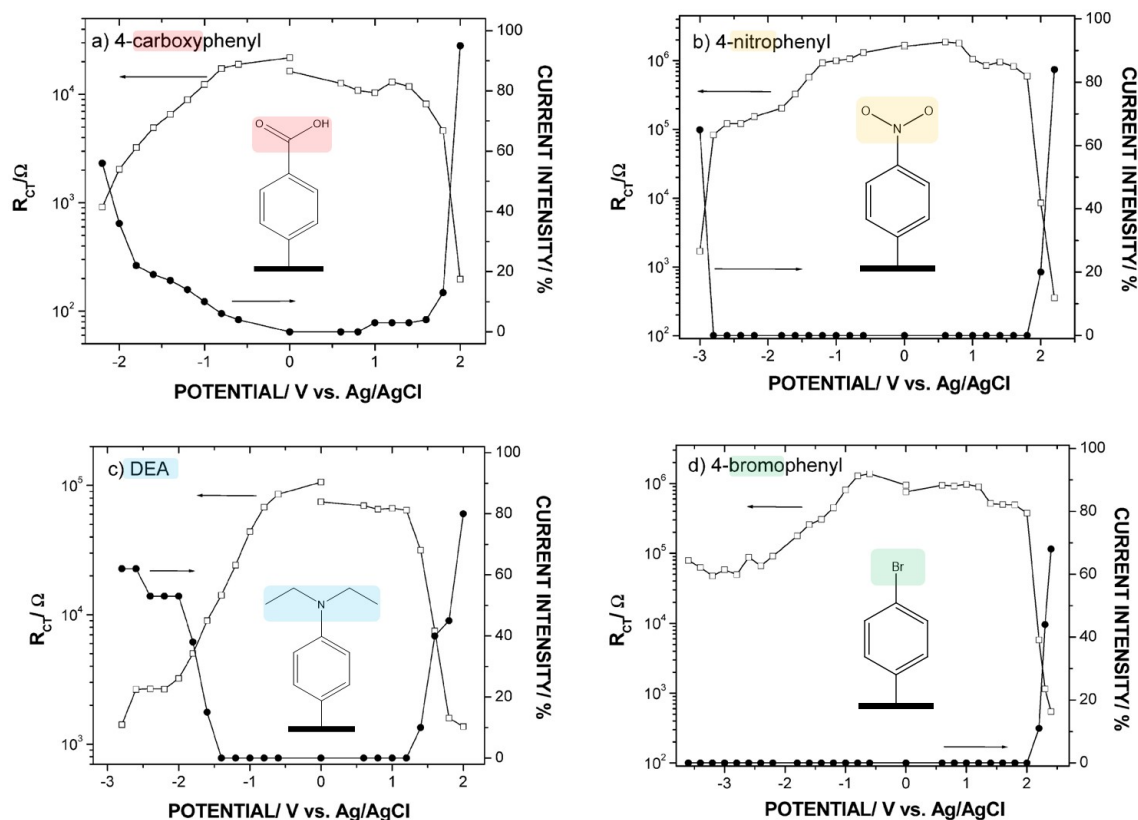 a) 4-carboxyphenyl
R_CT/Ω
10^4
10^3
10^2
O
OH
100
80
60
40
20
0
CURRENT INTENSITY/ %
-2
-1
0
1
2
POTENTIAL/ V vs. Ag/AgCl
b) 4-nitrophenyl
R_CT/Ω
10^6
10^5
10^4
10^3
10^2
O
O
N
100
80
60
40
20
0
CURRENT INTENSITY/ %
-3
-2
-1
0
1
2
POTENTIAL/ V vs. Ag/AgCl
c) DEA
R_CT/ Ω
10^5
10^4
10^3
N
100
80
60
40
20
0
CURRENT INTENSITY/ %
-3
-2
-1
0
1
2
POTENTIAL/ V vs. Ag/AgCl
d) 4-bromophenyl
R_CT/ Ω
10^6
10^5
10^4
10^3
10^2
Br
100
80
60
40
20
0
CURRENT INTENSITY/ %
-3
-2
-1
0
1
2
POTENTIAL/ V vs. Ag/AgCl